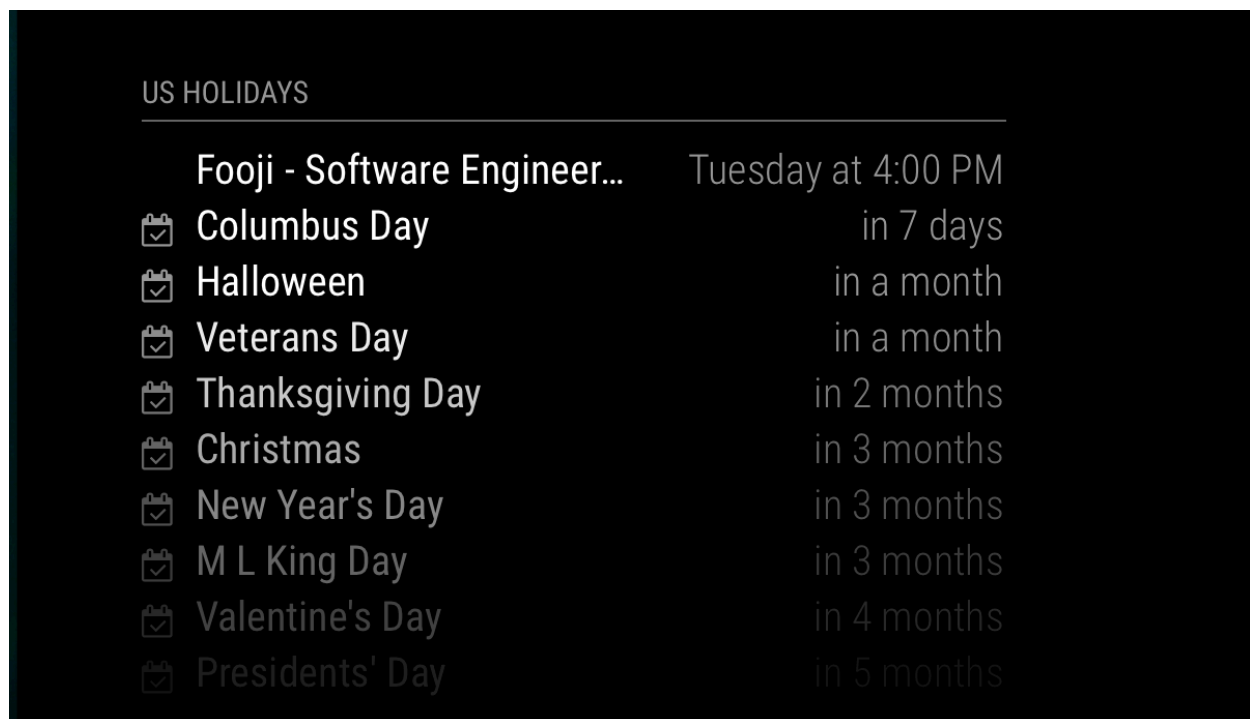 US HOLIDAYS
Fooji - Software Engineer... Tuesday at 4:00 PM
Columbus Day in 7 days
Halloween in a month
Veterans Day in a month
Thanksgiving Day in 2 months
Christmas in 3 months
New Year's Day in 3 months
M L King Day in 3 months
Valentine's Day in 4 months
Presidents' Day in 5 months